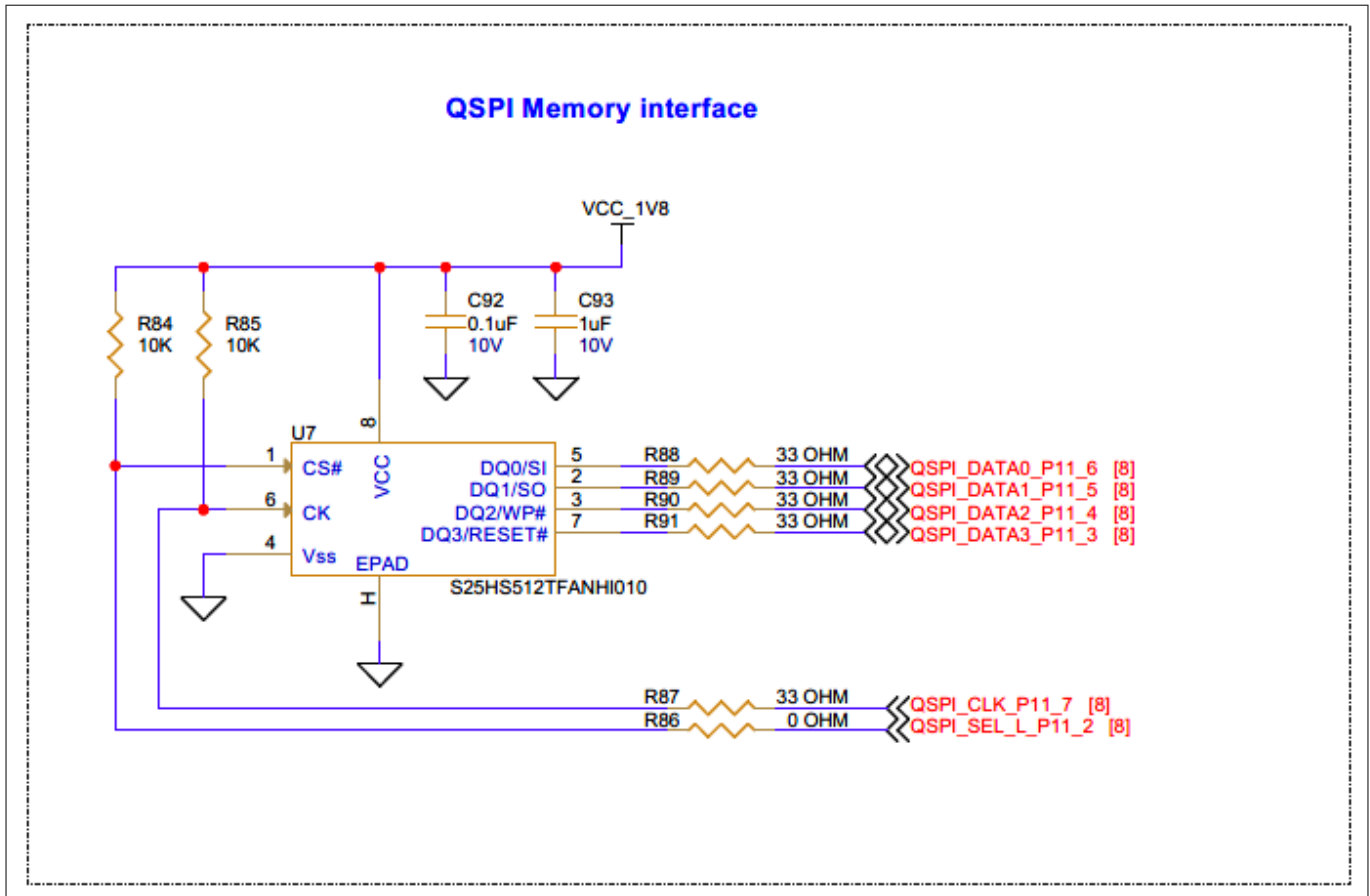 QSPI Memory interface
VCC_1V8
R84
10K
R85
10K
C92
0.1uF
10V
C93
1uF
10V
U7
8
VCC
1
CS#
6
CK
4
Vss
EPAD
H
DQ0/SI
5
R88
33 OHM
QSPI_DATA0_P11_6 [8]
DQ1/SO
2
R89
33 OHM
QSPI_DATA1_P11_5 [8]
DQ2/WP#
3
R90
33 OHM
QSPI_DATA2_P11_4 [8]
DQ3/RESET#
7
R91
33 OHM
QSPI_DATA3_P11_3 [8]
S25HS512TFANHI010
R87
33 OHM
QSPI_CLK_P11_7 [8]
R86
0 OHM
QSPI_SEL_L_P11_2 [8]